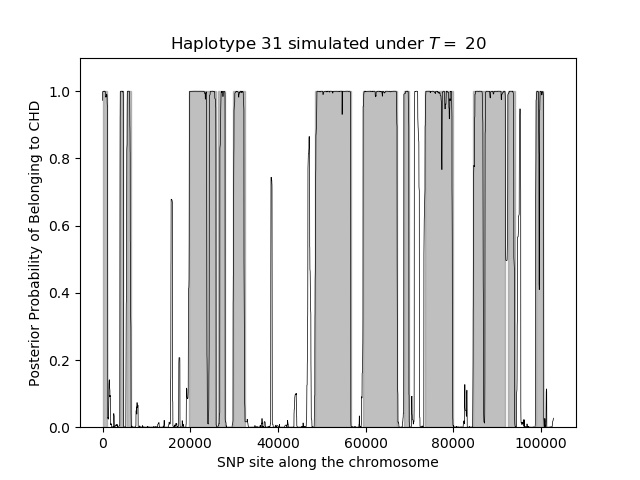 Haplotype 31 simulated under T = 20
Posterior Probability of Belonging to CHD
1.0
0.8
0.6
0.4
0.2
0.0
0 20000 40000 60000 80000 100000
SNP site along the chromosome